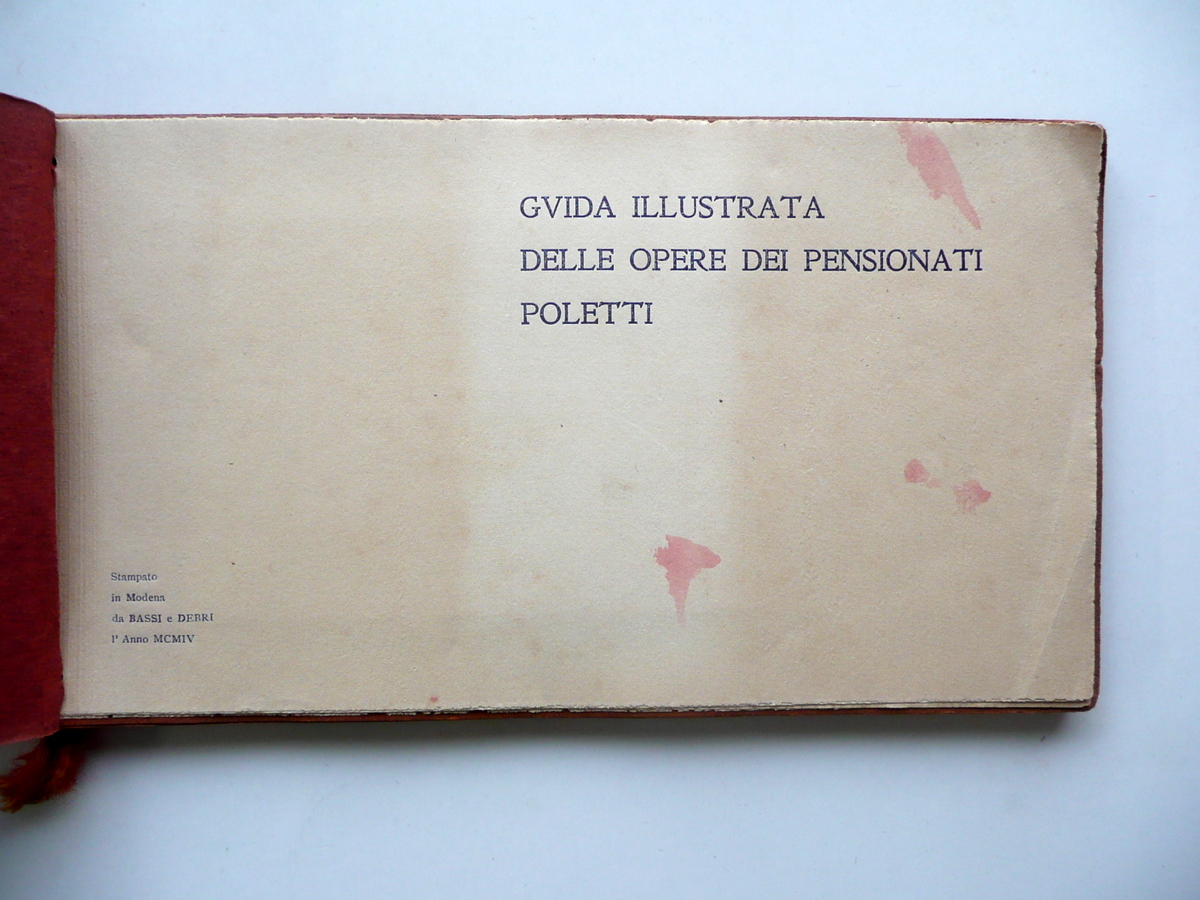 GVIDA ILLUSTRATA
DELLE OPERE DEI PENSIONATI
POLETTI
Stampato
in Modena
da BASSI e DEBRI
l' Anno MCMIV